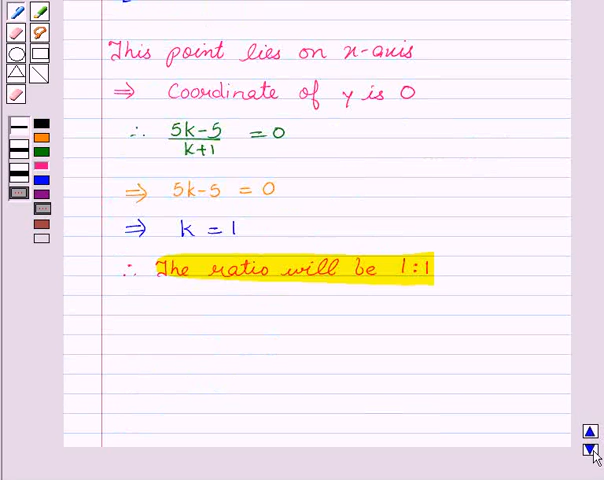 This point lies on x-axis
⇒ Coordinate of y is 0
∴ 5k-5/k+1 = 0
⇒ 5k-5 = 0
⇒ k = 1
∴ The ratio will be 1:1